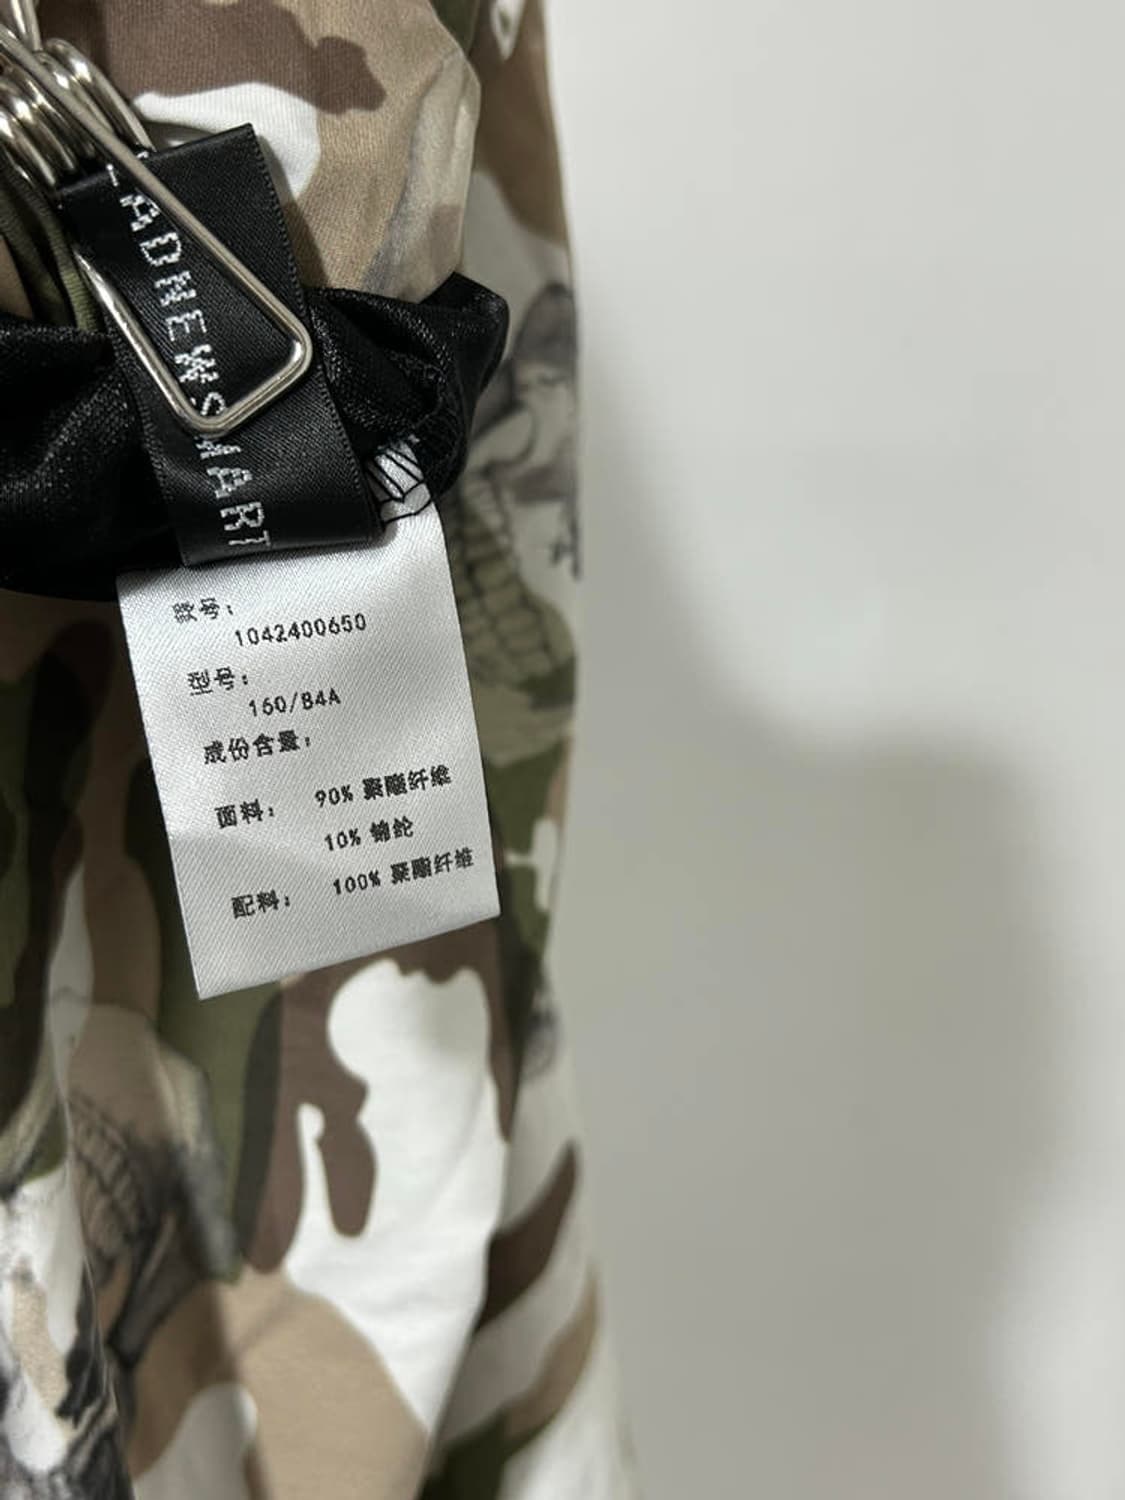 LADNEWSMART
款号：
1042400650
型号：
160/84A
成份含量：
面料： 90% 聚酯纤维
10% 锦纶
配料： 100% 聚酯纤维